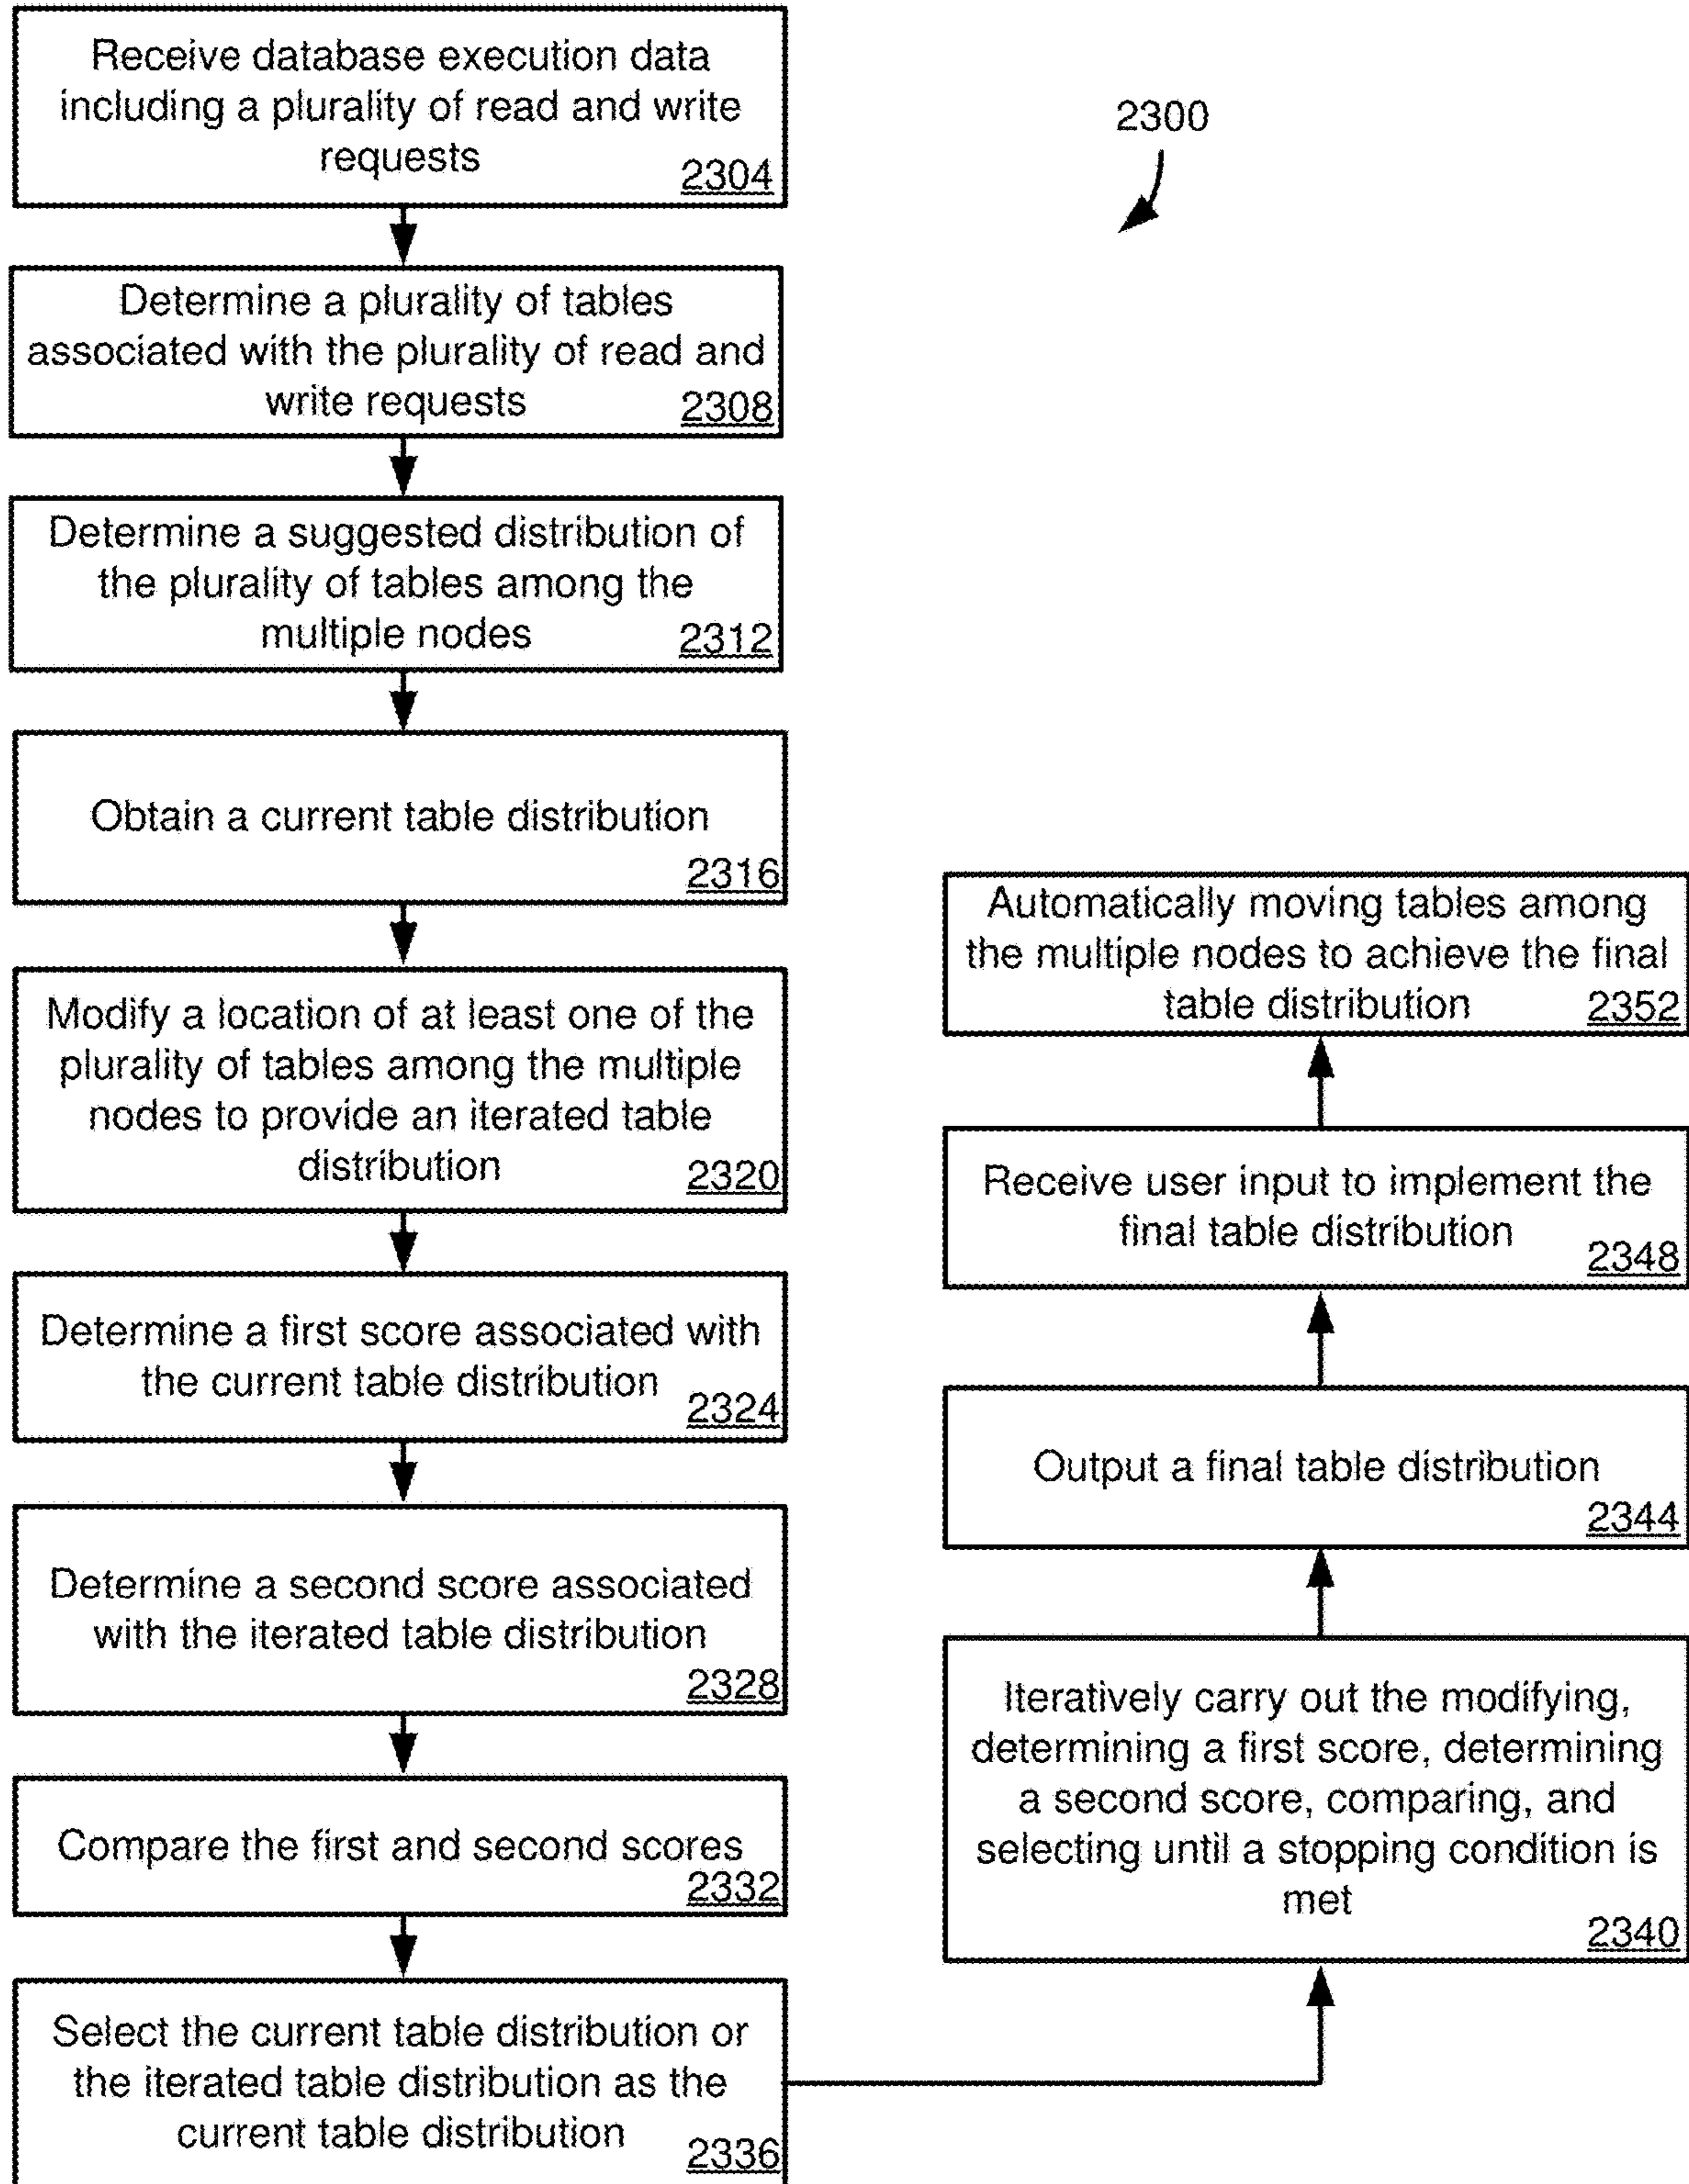 Receive database execution data
including a plurality of read and write
requests
2304
2300
Determine a plurality of tables
associated with the plurality of read and
write requests
2308
Determine a suggested distribution of
the plurality of tables among the
multiple nodes
2312
Obtain a current table distribution
2316
Modify a location of at least one of the
plurality of tables among the multiple
nodes to provide an iterated table
distribution
2320
Determine a first score associated with
the current table distribution
2324
Determine a second score associated
with the iterated table distribution
2328
Compare the first and second scores
2332
Select the current table distribution or
the iterated table distribution as the
current table distribution
2336
Iteratively carry out the modifying,
determining a first score, determining
a second score, comparing, and
selecting until a stopping condition is
met
2340
Output a final table distribution
2344
Receive user input to implement the
final table distribution
2348
Automatically moving tables among
the multiple nodes to achieve the final
table distribution
2352